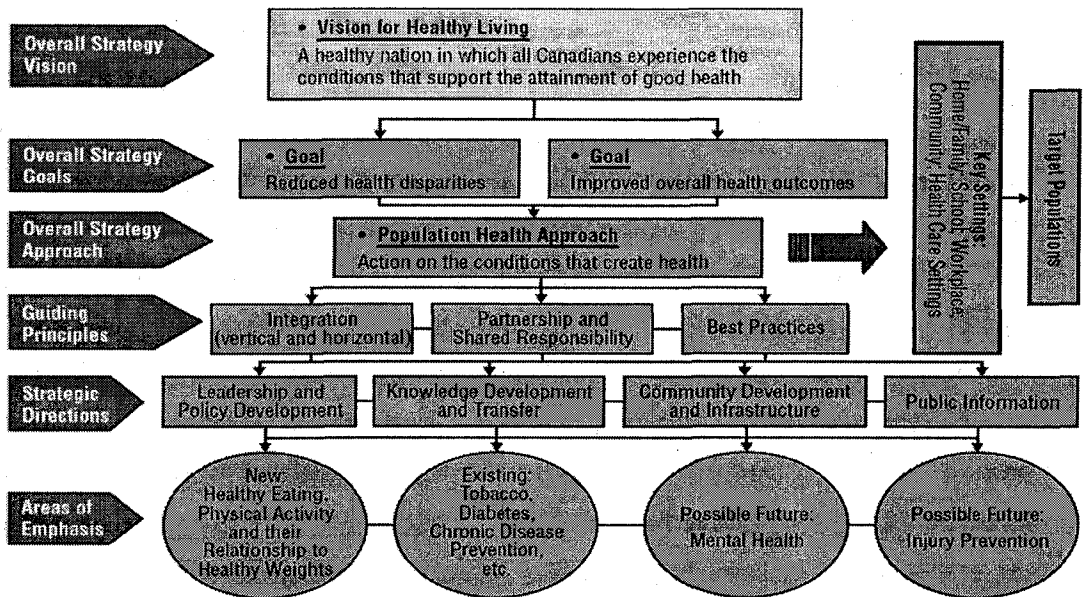 Overall Strategy
Vision
• Vision for Healthy Living
A healthy nation in which all Canadians experience the
conditions that support the attainment of good health
Overall Strategy
Goals
• Goal
Reduced health disparities
• Goal
Improved overall health outcomes
Overall Strategy
Approach
• Population Health Approach
Action on the conditions that create health
Key Settings:
Home/Family, School, Workplace,
Community, Health Care Settings
Target Populations
Guiding
Principles
Integration
(vertical and horizontal)
Partnership and
Shared Responsibility
Best Practices
Strategic
Directions
Leadership and
Policy Development
Knowledge Development
and Transfer
Community Development
and Infrastructure
Public Information
Areas of
Emphasis
New:
Healthy Eating,
Physical Activity
and their
Relationship to
Healthy Weights
Existing:
Tobacco,
Diabetes,
Chronic Disease
Prevention,
etc.
Possible Future:
Mental Health
Possible Future:
Injury Prevention